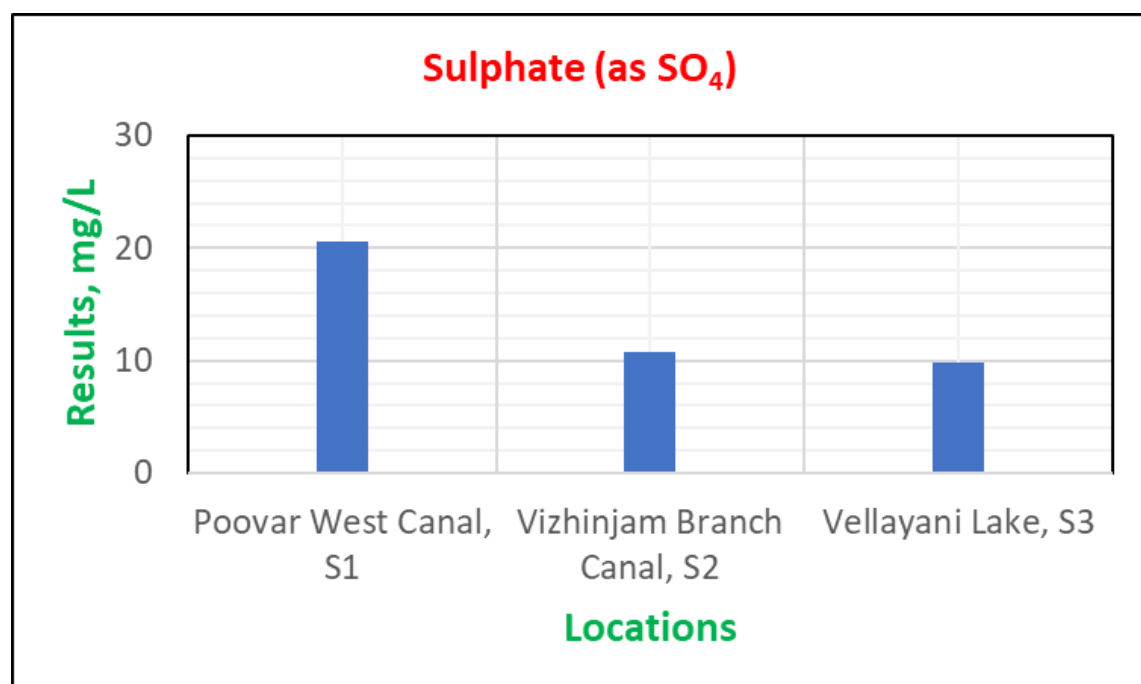 Sulphate (as SO₄)
Results, mg/L
30
20
10
0
Poovar West Canal,
S1
Vizhinjam Branch
Canal, S2
Vellayani Lake, S3
Locations